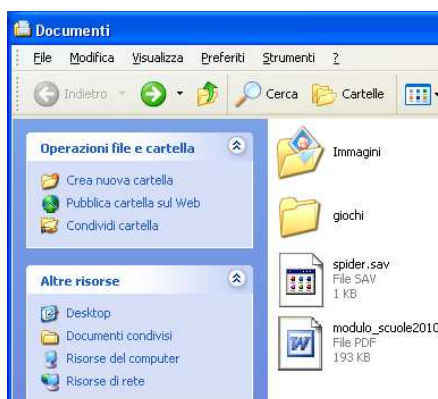 Documenti
File Modifica Visualizza Preferiti Strumenti ?
Indietro Cerca Cartelle
Operazioni file e cartella
Crea nuova cartella
Pubblica cartella sul Web
Condividi cartella
Altre risorse
Desktop
Documenti condivisi
Risorse del computer
Risorse di rete
Immagini
giochi
spider.sav
File SAV
1 KB
modulo_scuole2010
File PDF
193 KB